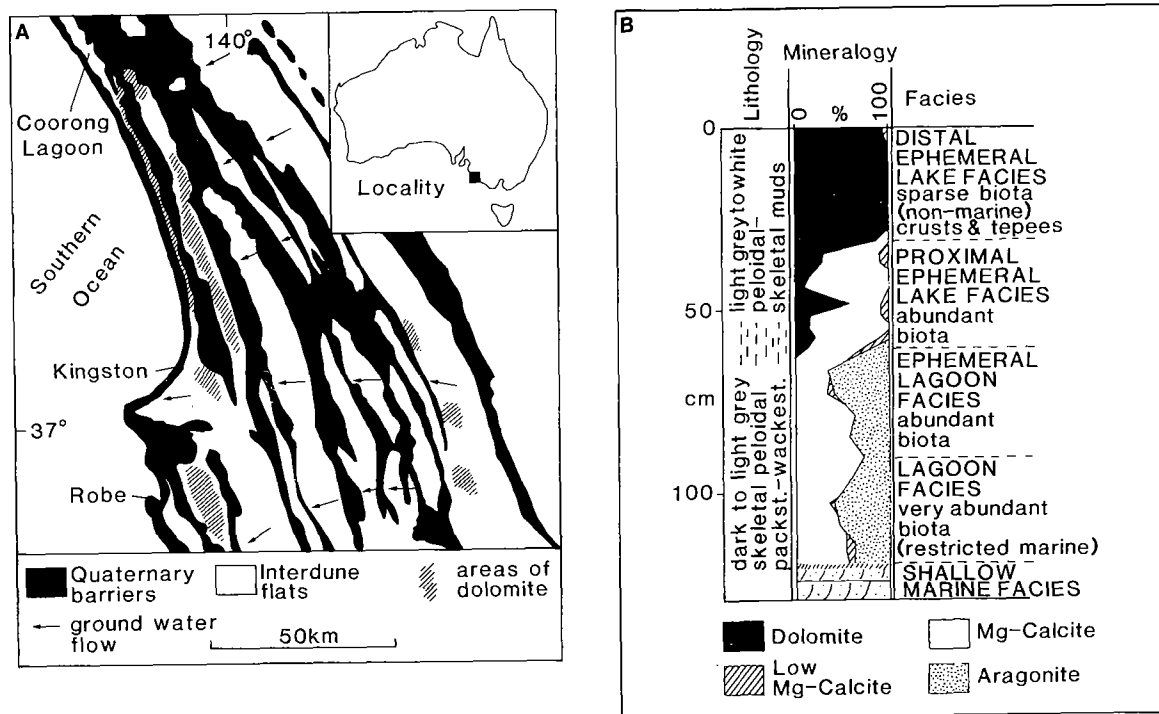 A
140°
Coorong
Lagoon
Southern
Ocean
Locality
Kingston
37°
Robe
Quaternary
barriers
Interdune
flats
areas of
dolomite
ground water
flow
50km
B
Lithology
Mineralogy
0 % 100
Facies
0
50
cm
100
light grey to white
peloidal-
skeletal muds
dark to light grey
skeletal peloidal
packst.-wackest.
DISTAL
EPHEMERAL
LAKE FACIES
sparse biota
(non-marine)
crusts & tepees
PROXIMAL
EPHEMERAL
LAKE FACIES
abundant
biota
EPHEMERAL
LAGOON
FACIES
abundant
biota
LAGOON
FACIES
very abundant
biota
(restricted marine)
SHALLOW
MARINE FACIES
Dolomite
Mg-Calcite
Low
Mg-Calcite
Aragonite